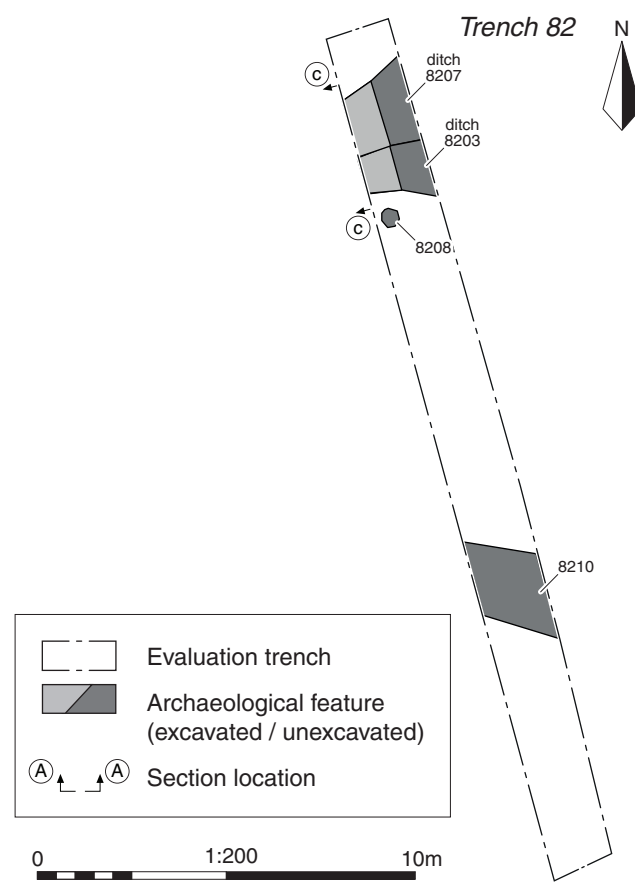 Trench 82
N
ditch
8207
C
ditch
8203
C
8208
8210
Evaluation trench
Archaeological feature
(excavated / unexcavated)
A A
Section location
0 1:200 10m